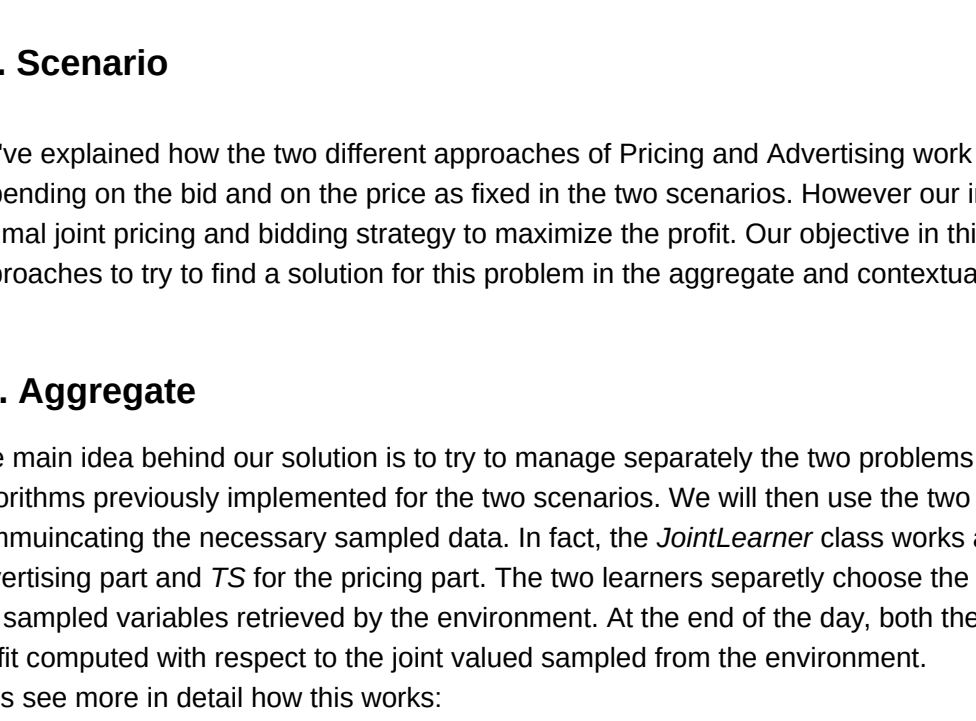 . Scenario
've explained how the two different approaches of Pricing and Advertising work
pending on the bid and on the price as fixed in the two scenarios. However our i
mal joint pricing and bidding strategy to maximize the profit. Our objective in thi
roaches to try to find a solution for this problem in the aggregate and contextua
. Aggregate
e main idea behind our solution is to try to manage separately the two problems
orithms previously implemented for the two scenarios. We will then use the two
mmuincating the necessary sampled data. In fact, the JointLearner class works a
vertising part and TS for the pricing part. The two learners separetly choose the
sampled variables retrieved by the environment. At the end of the day, both the
fit computed with respect to the joint valued sampled from the environment.
s see more in detail how this works: